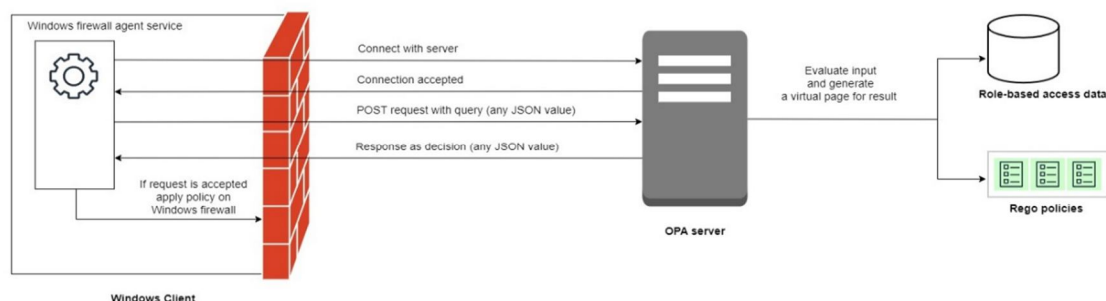 Windows firewall agent service
Connect with server
Connection accepted
POST request with query (any JSON value)
Response as decision (any JSON value)
If request is accepted
apply policy on
Windows firewall
Windows Client
OPA server
Evaluate input
and generate
a virtual page for result
Role-based access data
Rego policies